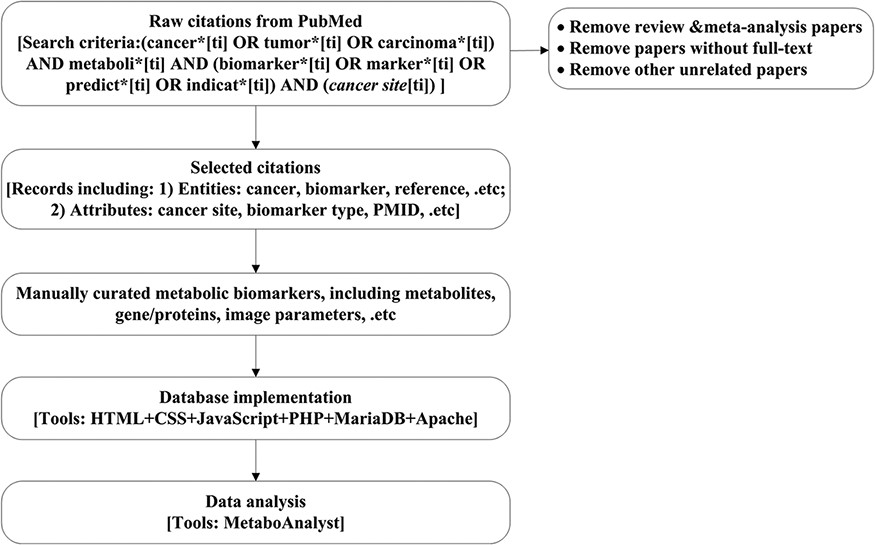 Raw citations from PubMed
[Search criteria:(cancer*[ti] OR tumor*[ti] OR carcinoma*[ti])
AND metaboli*[ti] AND (biomarker*[ti] OR marker*[ti] OR
predict*[ti] OR indicat*[ti]) AND (cancer site[ti]) ]
• Remove review &meta-analysis papers
• Remove papers without full-text
• Remove other unrelated papers
Selected citations
[Records including: 1) Entities: cancer, biomarker, reference, .etc;
2) Attributes: cancer site, biomarker type, PMID, .etc]
Manually curated metabolic biomarkers, including metabolites,
gene/proteins, image parameters, .etc
Database implementation
[Tools: HTML+CSS+JavaScript+PHP+MariaDB+Apache]
Data analysis
[Tools: MetaboAnalyst]